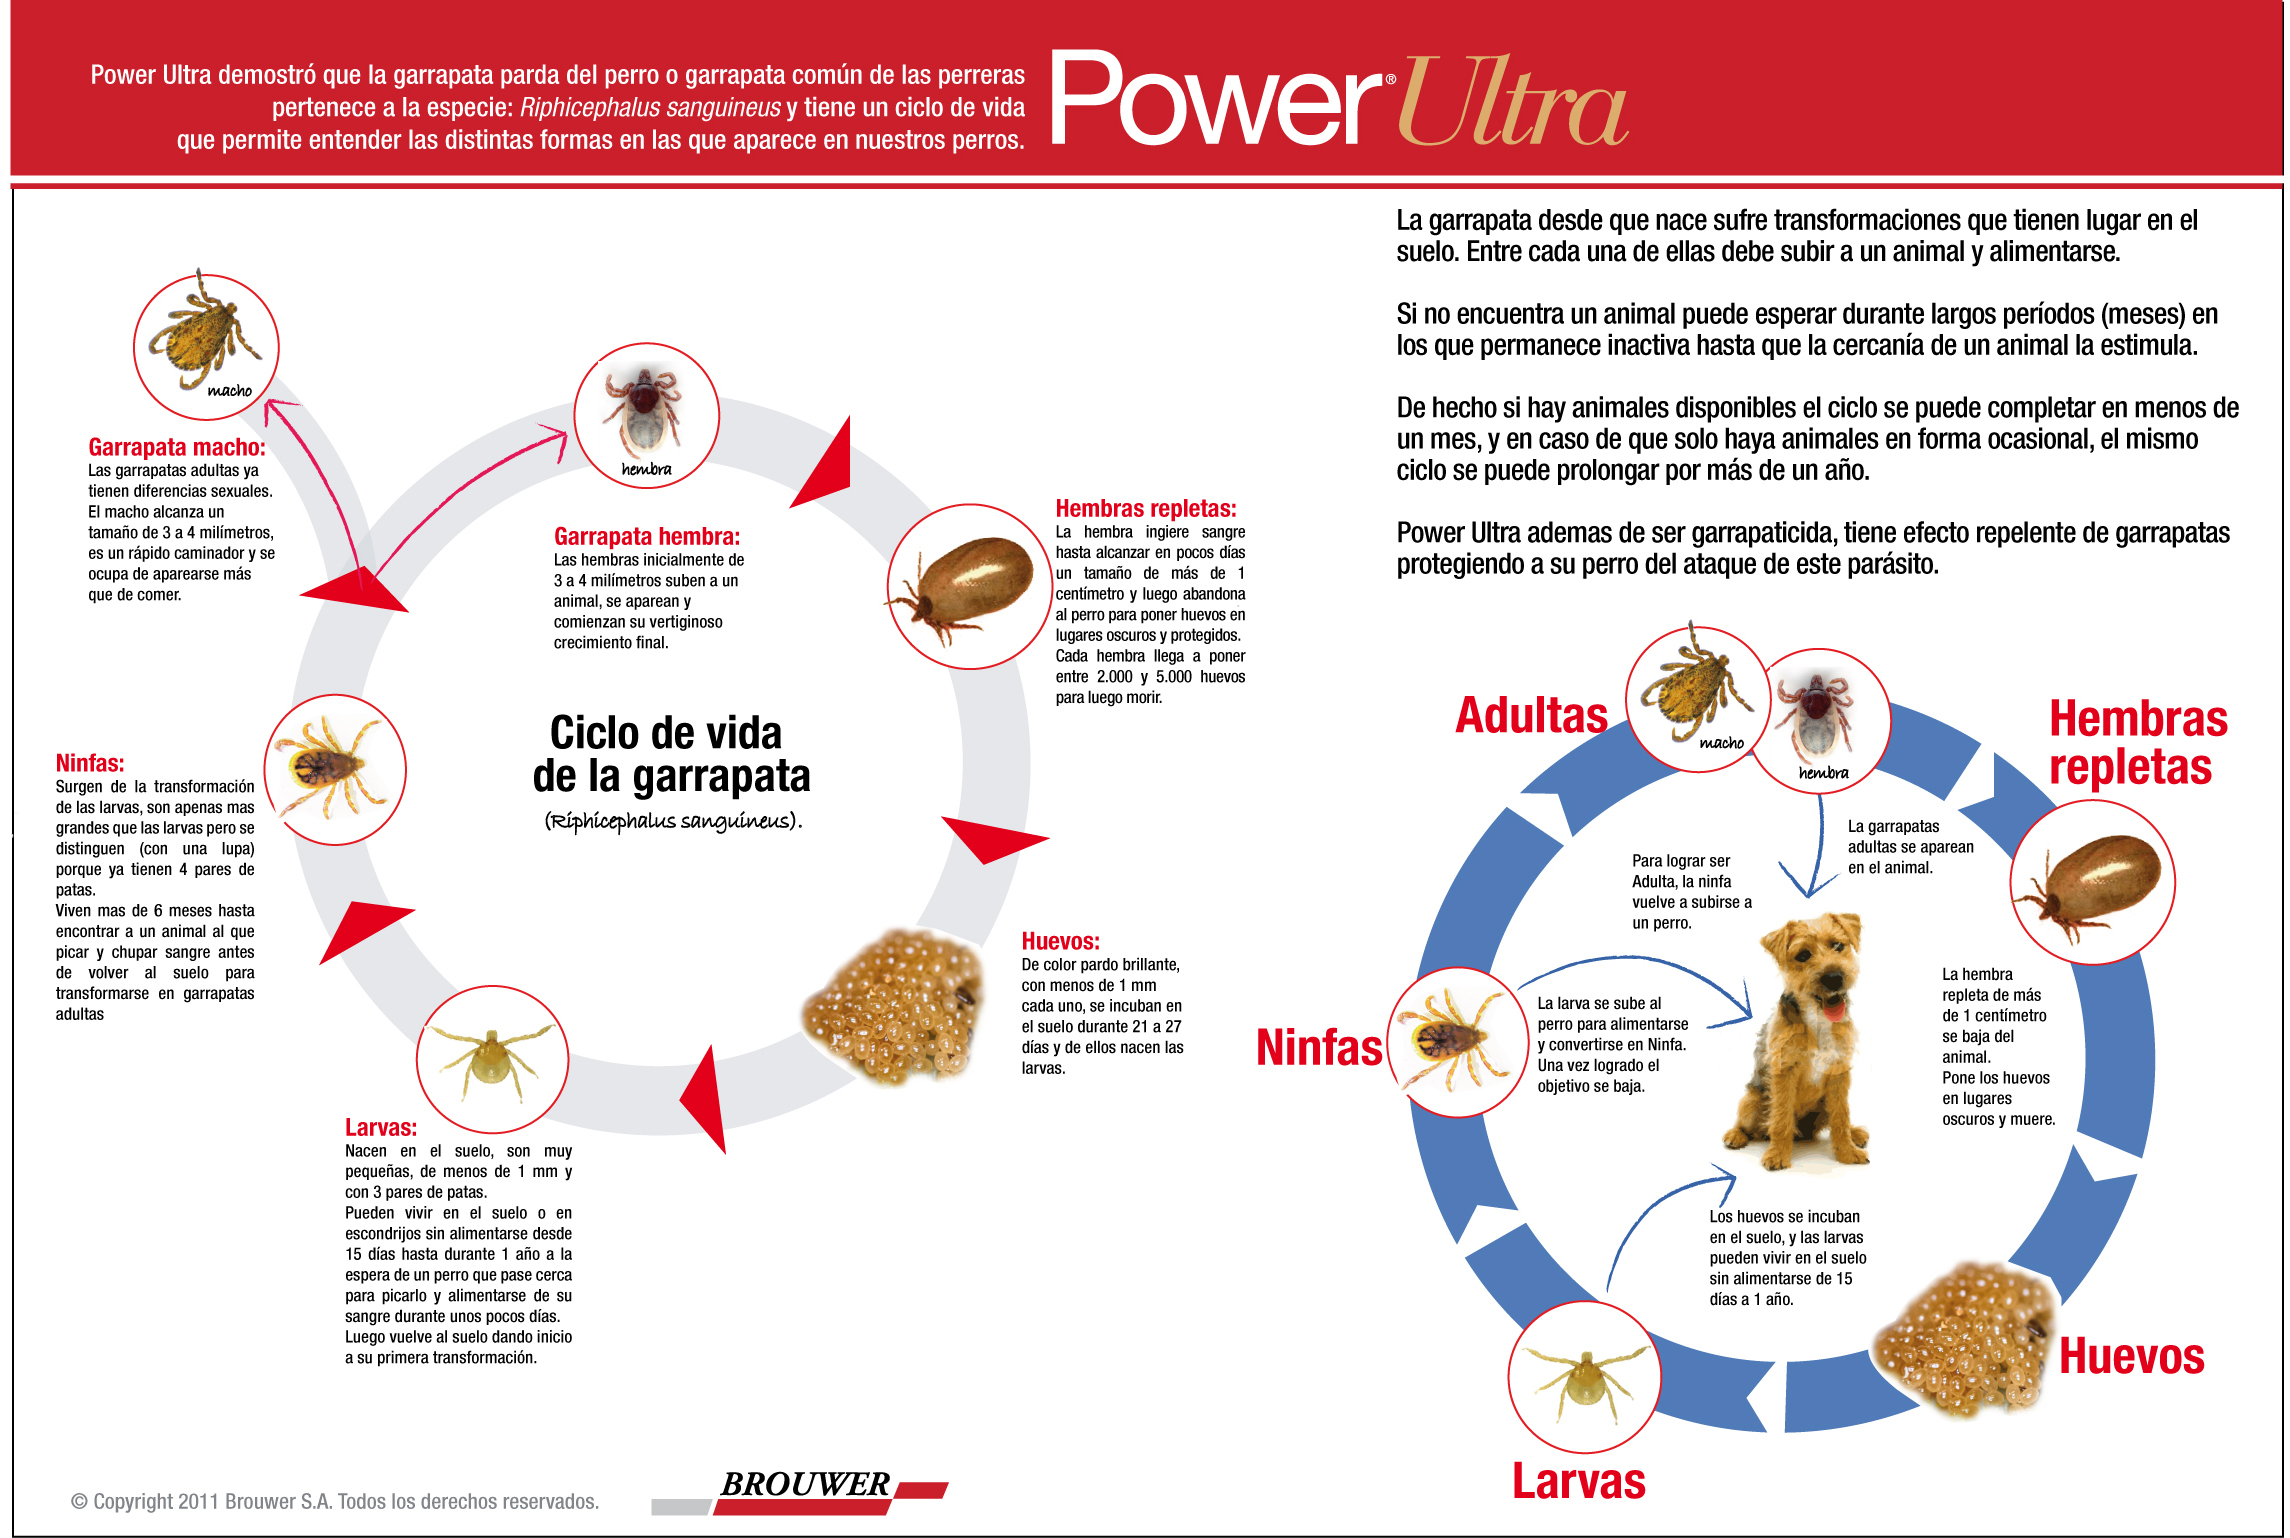 Power Ultra demostró que la garrapata parda del perro o garrapata común de las perreras
pertenece a la especie: Riphicephalus sanguineus y tiene un ciclo de vida
que permite entender las distintas formas en las que aparece en nuestros perros.
Power® Ultra
macho
Garrapata macho:
Las garrapatas adultas ya
tienen diferencias sexuales.
El macho alcanza un
tamaño de 3 a 4 milímetros,
es un rápido caminador y se
ocupa de aparearse más
que de comer.
hembra
Garrapata hembra:
Las hembras inicialmente de
3 a 4 milímetros suben a un
animal, se aparean y
comienzan su vertiginoso
crecimiento final.
Hembras repletas:
La hembra ingiere sangre
hasta alcanzar en pocos días
un tamaño de más de 1
centímetro y luego abandona
al perro para poner huevos en
lugares oscuros y protegidos.
Cada hembra llega a poner
entre 2.000 y 5.000 huevos
para luego morir.
Ciclo de vida
de la garrapata
(Riphicephalus sanguineus).
Ninfas:
Surgen de la transformación
de las larvas, son apenas mas
grandes que las larvas pero se
distinguen (con una lupa)
porque ya tienen 4 pares de
patas.
Viven mas de 6 meses hasta
encontrar a un animal al que
picar y chupar sangre antes
de volver al suelo para
transformarse en garrapatas
adultas
Huevos:
De color pardo brillante,
con menos de 1 mm
cada uno, se incuban en
el suelo durante 21 a 27
días y de ellos nacen las
larvas.
Larvas:
Nacen en el suelo, son muy
pequeñas, de menos de 1 mm y
con 3 pares de patas.
Pueden vivir en el suelo o en
escondrijos sin alimentarse desde
15 días hasta durante 1 año a la
espera de un perro que pase cerca
para picarlo y alimentarse de su
sangre durante unos pocos días.
Luego vuelve al suelo dando inicio
a su primera transformación.
La garrapata desde que nace sufre transformaciones que tienen lugar en el
suelo. Entre cada una de ellas debe subir a un animal y alimentarse.
Si no encuentra un animal puede esperar durante largos períodos (meses) en
los que permanece inactiva hasta que la cercanía de un animal la estimula.
De hecho si hay animales disponibles el ciclo se puede completar en menos de
un mes, y en caso de que solo haya animales en forma ocasional, el mismo
ciclo se puede prolongar por más de un año.
Power Ultra ademas de ser garrapaticida, tiene efecto repelente de garrapatas
protegiendo a su perro del ataque de este parásito.
Adultas
macho
hembra
Hembras
repletas
La garrapatas
adultas se aparean
en el animal.
Para lograr ser
Adulta, la ninfa
vuelve a subirse a
un perro.
La hembra
repleta de más
de 1 centímetro
se baja del
animal.
Pone los huevos
en lugares
oscuros y muere.
Ninfas
La larva se sube al
perro para alimentarse
y convertirse en Ninfa.
Una vez logrado el
objetivo se baja.
Los huevos se incuban
en el suelo, y las larvas
pueden vivir en el suelo
sin alimentarse de 15
días a 1 año.
Huevos
Larvas
© Copyright 2011 Brouwer S.A. Todos los derechos reservados.
BROUWER